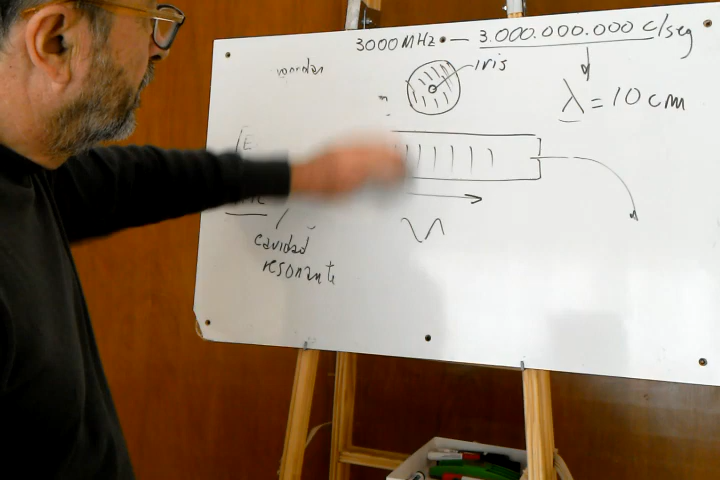 3000 MHz — 3.000.000.000 c/seg
iris
λ = 10 cm
cavidad
resonante